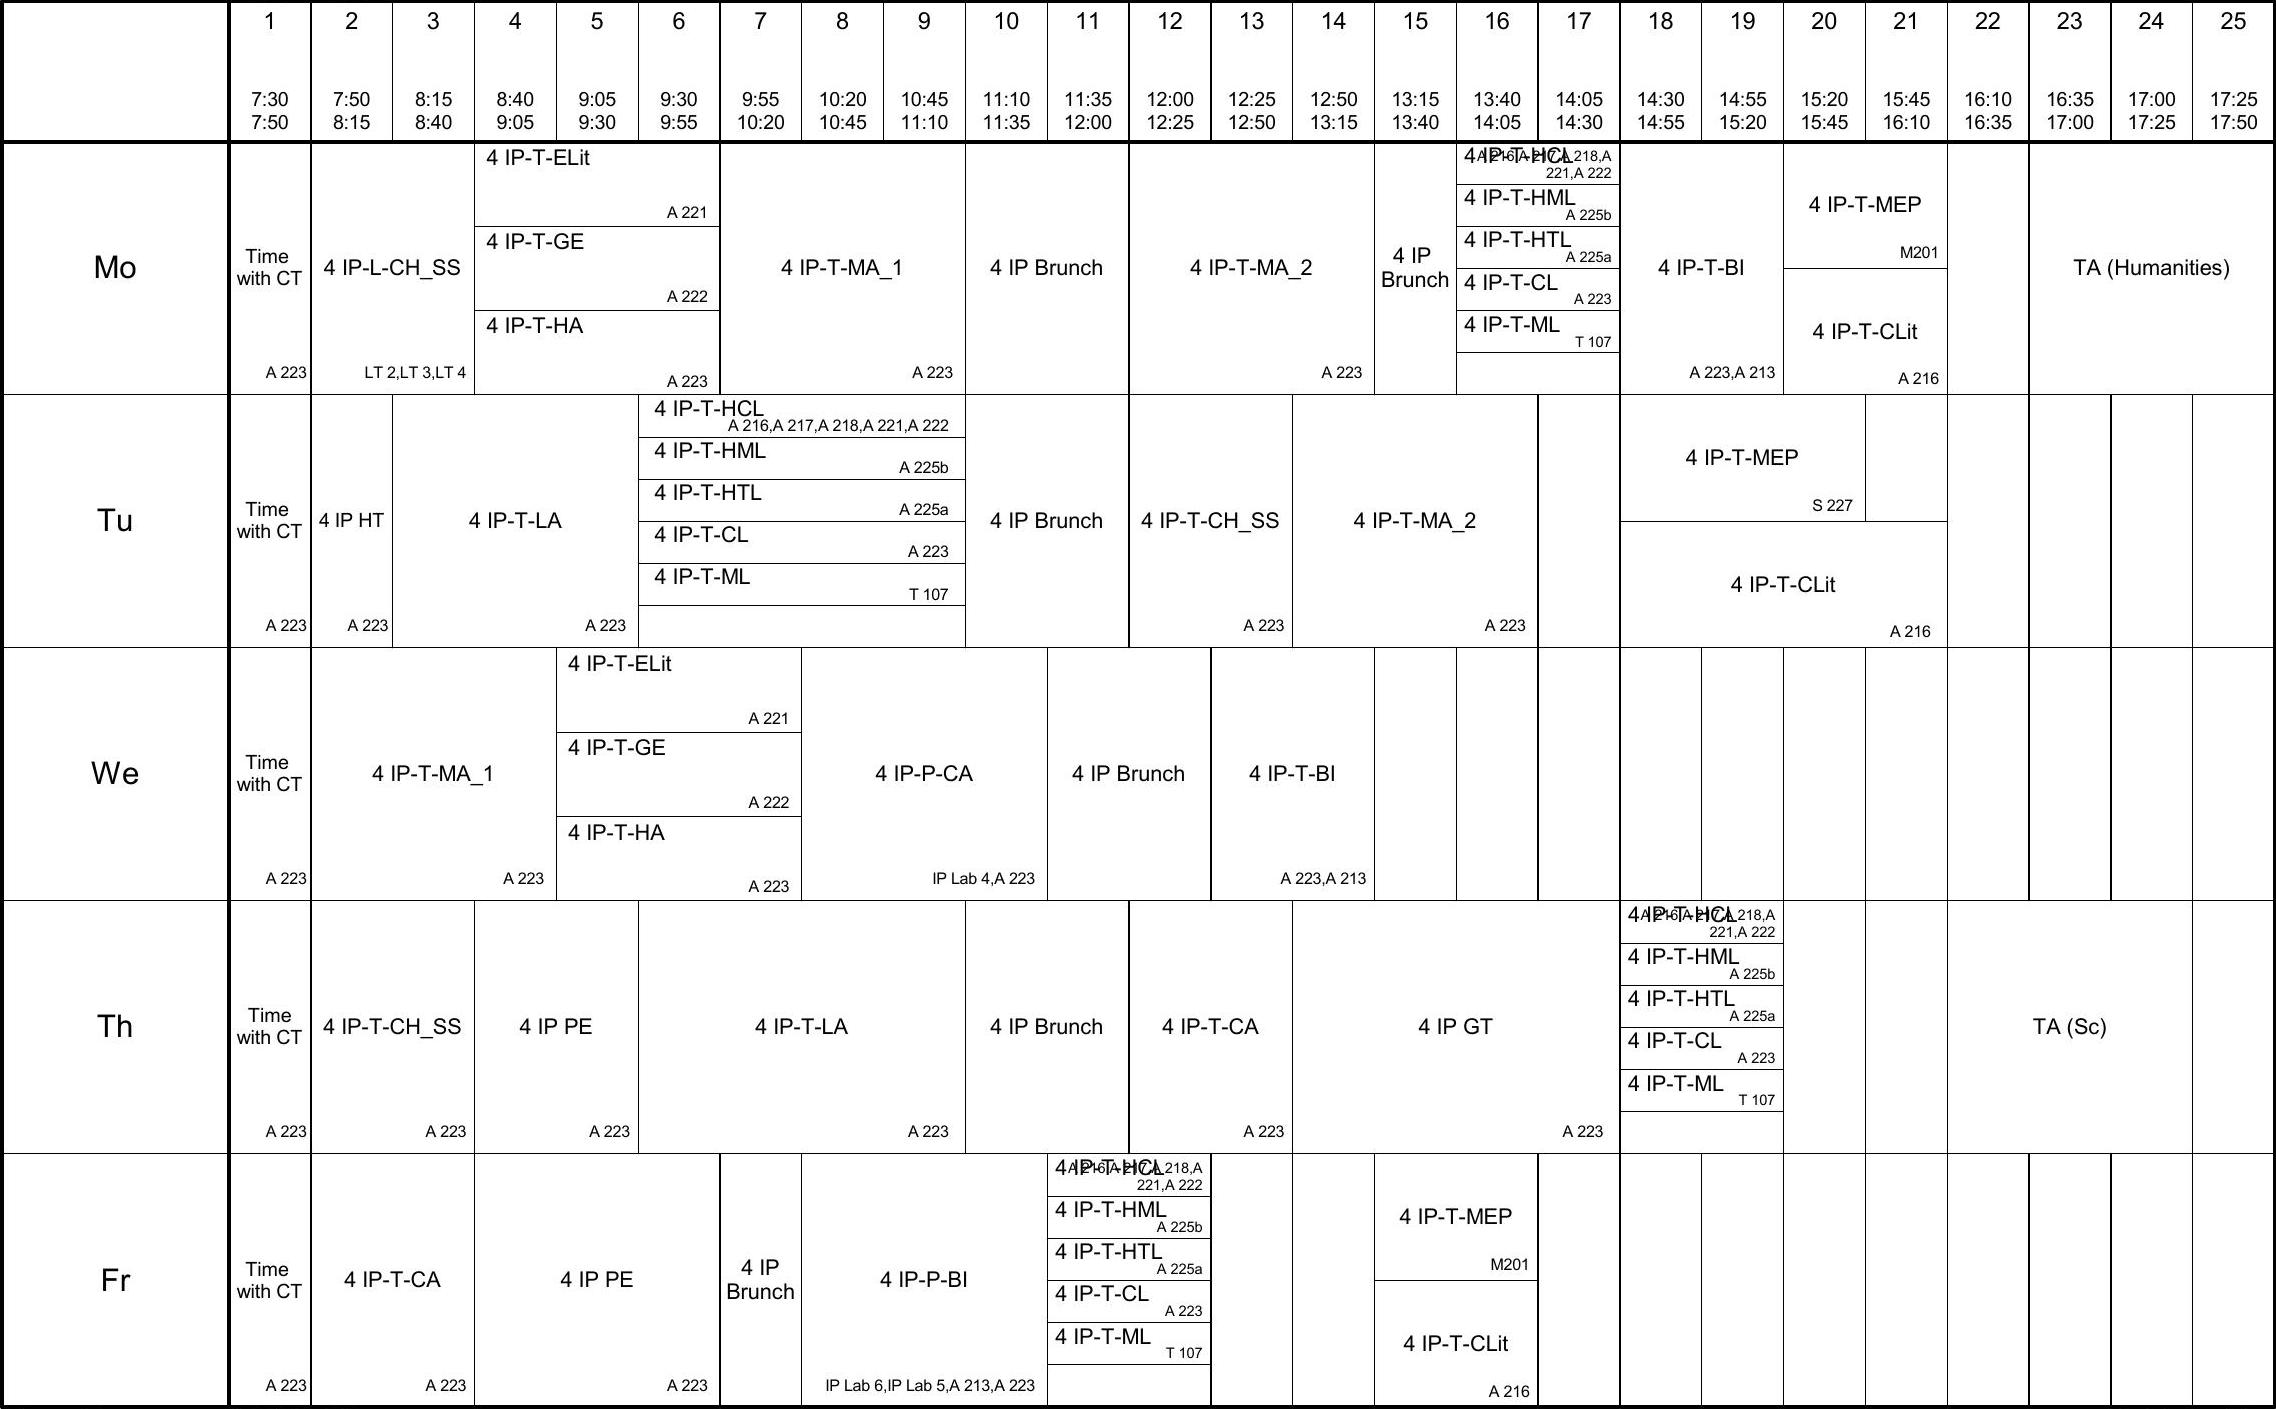 1 2 3 4 5 6 7 8 9 10 11 12 13 14 15 16 17 18 19 20 21 22 23 24 25
7:30 7:50 8:15 8:40 9:05 9:30 9:55 10:20 10:45 11:10 11:35 12:00 12:25 12:50 13:15 13:40 14:05 14:30 14:55 15:20 15:45 16:10 16:35 17:00 17:25
7:50 8:15 8:40 9:05 9:30 9:55 10:20 10:45 11:10 11:35 12:00 12:25 12:50 13:15 13:40 14:05 14:30 14:55 15:20 15:45 16:10 16:35 17:00 17:25 17:50
Mo
Time
with CT
A 223
4 IP-L-CH_SS
LT 2,LT 3,LT 4
4 IP-T-ELit
A 221
4 IP-T-GE
A 222
4 IP-T-HA
A 223
4 IP-T-MA_1
A 223
4 IP Brunch
4 IP-T-MA_2
A 223
4 IP
Brunch
4 IP-T-HCL
A 216,A 217,A 218,A
221,A 222
4 IP-T-HML
A 225b
4 IP-T-HTL
A 225a
4 IP-T-CL
A 223
4 IP-T-ML
T 107
4 IP-T-BI
A 223,A 213
4 IP-T-MEP
M201
4 IP-T-CLit
A 216
TA (Humanities)
Tu
Time
with CT
A 223
4 IP HT
A 223
4 IP-T-LA
A 223
4 IP-T-HCL
A 216,A 217,A 218,A 221,A 222
4 IP-T-HML
A 225b
4 IP-T-HTL
A 225a
4 IP-T-CL
A 223
4 IP-T-ML
T 107
4 IP Brunch
4 IP-T-CH_SS
A 223
4 IP-T-MA_2
A 223
4 IP-T-MEP
S 227
4 IP-T-CLit
A 216
We
Time
with CT
A 223
4 IP-T-MA_1
A 223
4 IP-T-ELit
A 221
4 IP-T-GE
A 222
4 IP-T-HA
A 223
4 IP-P-CA
IP Lab 4,A 223
4 IP Brunch
4 IP-T-BI
A 223,A 213
Th
Time
with CT
A 223
4 IP-T-CH_SS
A 223
4 IP PE
A 223
4 IP-T-LA
A 223
4 IP Brunch
4 IP-T-CA
A 223
4 IP GT
A 223
4 IP-T-HCL
A 216,A 217,A 218,A
221,A 222
4 IP-T-HML
A 225b
4 IP-T-HTL
A 225a
4 IP-T-CL
A 223
4 IP-T-ML
T 107
TA (Sc)
Fr
Time
with CT
A 223
4 IP-T-CA
A 223
4 IP PE
A 223
4 IP
Brunch
4 IP-P-BI
IP Lab 6,IP Lab 5,A 213,A 223
4 IP-T-HCL
A 216,A 217,A 218,A
221,A 222
4 IP-T-HML
A 225b
4 IP-T-HTL
A 225a
4 IP-T-CL
A 223
4 IP-T-ML
T 107
4 IP-T-MEP
M201
4 IP-T-CLit
A 216